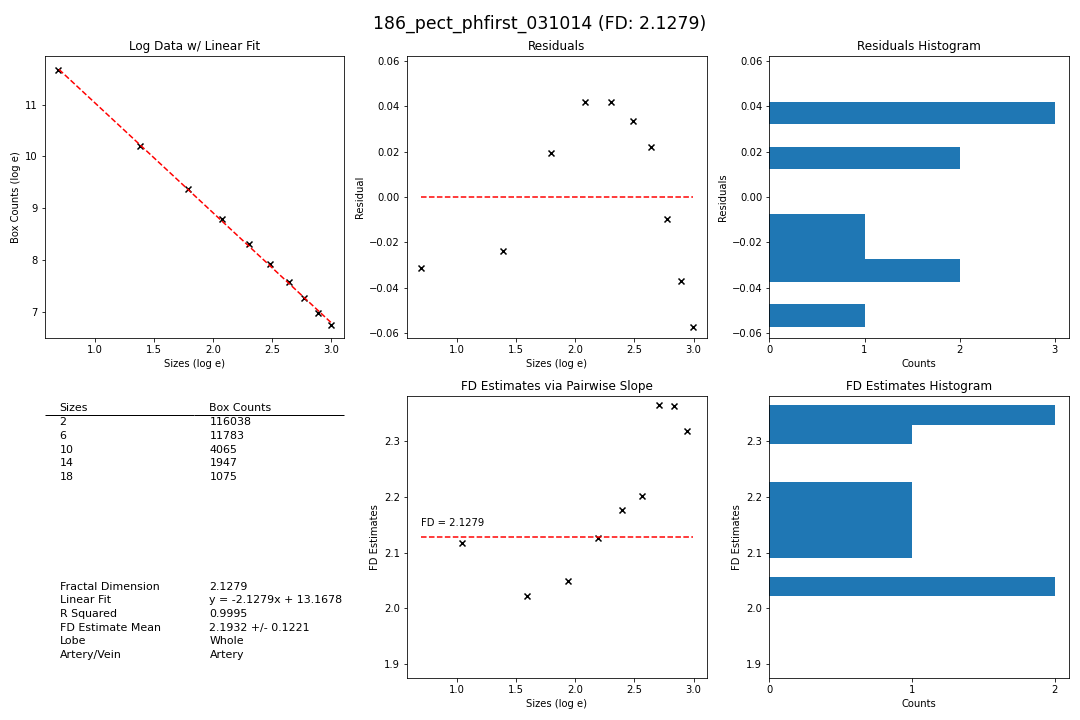 186_pect_phfirst_031014 (FD: 2.1279)
Log Data w/ Linear Fit
Box Counts (log e)
11
10
9
8
7
1.0 1.5 2.0 2.5 3.0
Sizes (log e)
Residuals
Residual
0.06
0.04
0.02
0.00
−0.02
−0.04
−0.06
1.0 1.5 2.0 2.5 3.0
Sizes (log e)
Residuals Histogram
Residuals
0.06
0.04
0.02
0.00
−0.02
−0.04
−0.06
0 1 2 3
Counts
Sizes Box Counts
2 116038
6 11783
10 4065
14 1947
18 1075
Fractal Dimension 2.1279
Linear Fit y = -2.1279x + 13.1678
R Squared 0.9995
FD Estimate Mean 2.1932 +/- 0.1221
Lobe Whole
Artery/Vein Artery
FD Estimates via Pairwise Slope
FD Estimates
2.3
2.2
2.1
2.0
1.9
FD = 2.1279
1.0 1.5 2.0 2.5 3.0
Sizes (log e)
FD Estimates Histogram
FD Estimates
2.3
2.2
2.1
2.0
1.9
0 1 2
Counts